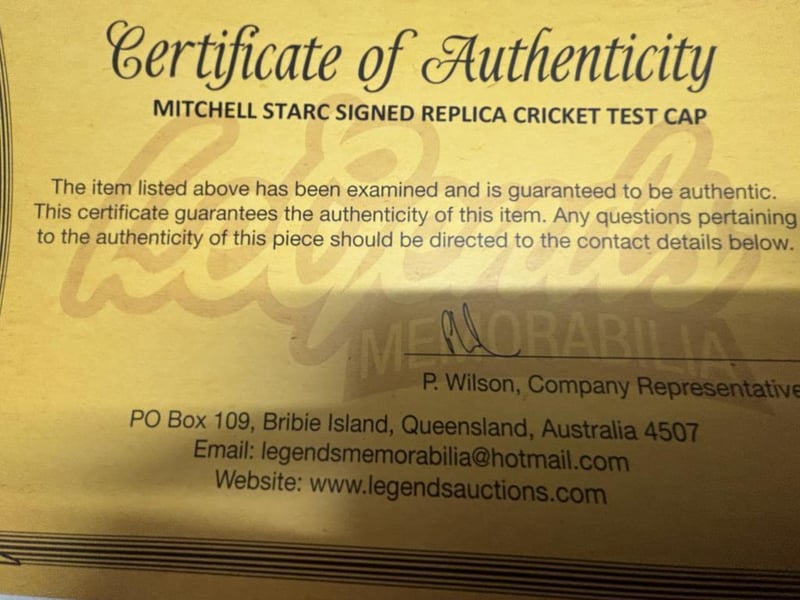 Certificate of Authenticity
MITCHELL STARC SIGNED REPLICA CRICKET TEST CAP
The item listed above has been examined and is guaranteed to be authentic.
This certificate guarantees the authenticity of this item. Any questions pertaining
to the authenticity of this piece should be directed to the contact details below.
Legends
MEMORABILIA
P. Wilson, Company Representative
PO Box 109, Bribie Island, Queensland, Australia 4507
Email: legendsmemorabilia@hotmail.com
Website: www.legendsauctions.com